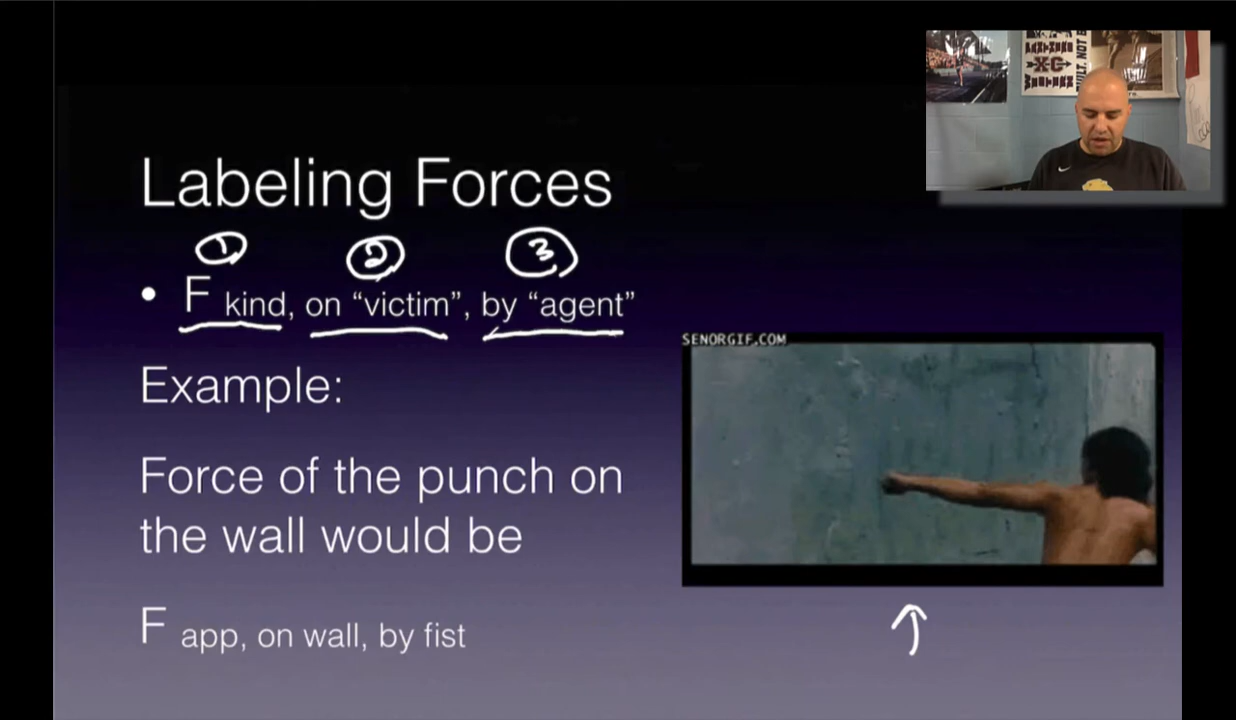 Labeling Forces
1 2 3
• F kind, on “victim”, by “agent”
Example:
Force of the punch on
the wall would be
F app, on wall, by fist
SENORGIF.COM
XC